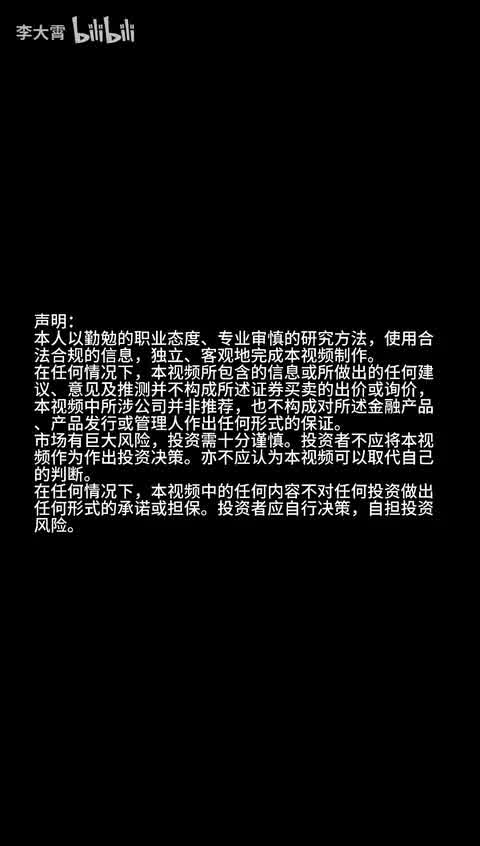 李大霄 bilibili
声明：
本人以勤勉的职业态度、专业审慎的研究方法，使用合
法合规的信息，独立、客观地完成本视频制作。
在任何情况下，本视频所包含的信息或所做出的任何建
议、意见及推测并不构成所述证券买卖的出价或询价，
本视频中所涉公司并非推荐，也不构成对所述金融产品
、产品发行或管理人作出任何形式的保证。
市场有巨大风险，投资需十分谨慎。投资者不应将本视
频作为作出投资决策。亦不应认为本视频可以取代自己
的判断。
在任何情况下，本视频中的任何内容不对任何投资做出
任何形式的承诺或担保。投资者应自行决策，自担投资
风险。